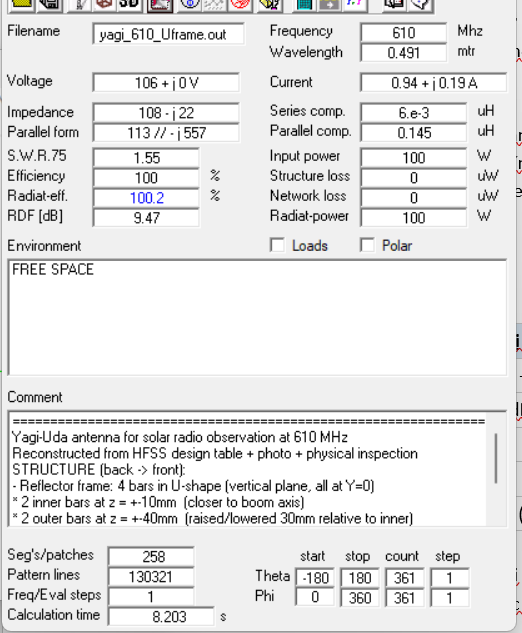 Filename yagi_610_Uframe.out Frequency 610 Mhz
Wavelength 0.491 mtr
Voltage 106 + j 0 V Current 0.94 + j 0.19 A
Impedance 108 - j 22 Series comp. 6.e-3 uH
Parallel form 113 // - j 557 Parallel comp. 0.145 uH
S.W.R.75 1.55 Input power 100 W
Efficiency 100 % Structure loss 0 uW
Radiat-eff. 100.2 % Network loss 0 uW
RDF [dB] 9.47 Radiat-power 100 W
Environment Loads Polar
FREE SPACE
Comment
==================================================================
Yagi-Uda antenna for solar radio observation at 610 MHz
Reconstructed from HFSS design table + photo + physical inspection
STRUCTURE (back -> front):
- Reflector frame: 4 bars in U-shape (vertical plane, all at Y=0)
* 2 inner bars at z = +-10mm (closer to boom axis)
* 2 outer bars at z = +-40mm (raised/lowered 30mm relative to inner)
Seg's/patches 258 start stop count step
Pattern lines 130321 Theta -180 180 361 1
Freq/Eval steps 1 Phi 0 360 361 1
Calculation time 8.203 s